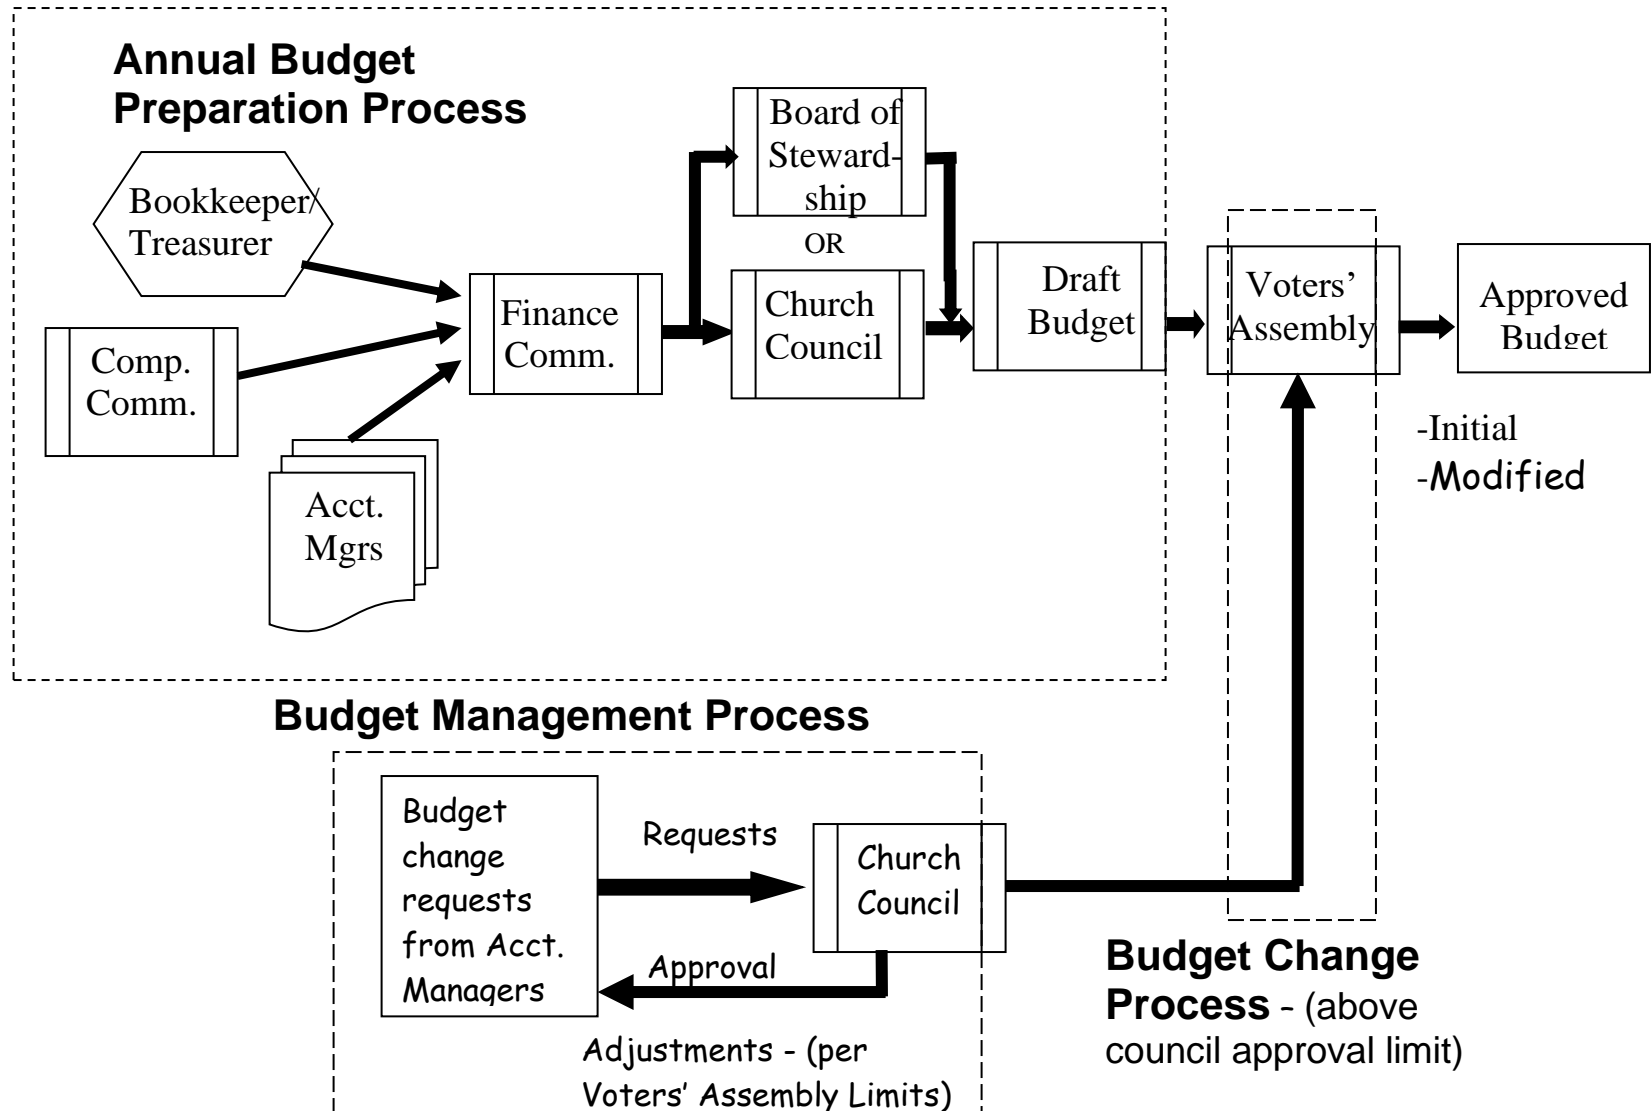 Annual Budget
Preparation Process
Bookkeeper/
Treasurer
Comp.
Comm.
Acct.
Mgrs
Finance
Comm.
Board of
Steward-
ship
OR
Church
Council
Draft
Budget
Voters’
Assembly
Approved
Budget
-Initial
-Modified
Budget Management Process
Budget
change
requests
from Acct.
Managers
Requests
Approval
Church
Council
Adjustments - (per
Voters’ Assembly Limits)
Budget Change
Process - (above
council approval limit)